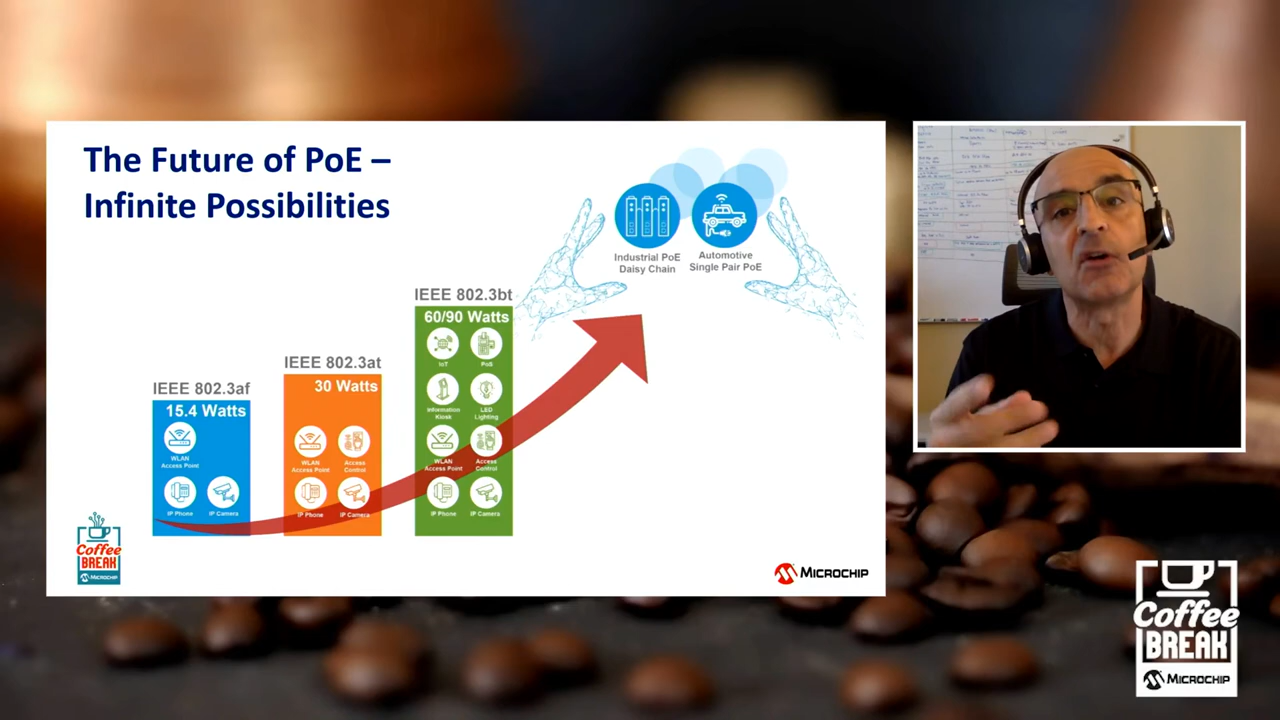 The Future of PoE –
Infinite Possibilities
Industrial PoE
Daisy Chain
Automotive
Single Pair PoE
IEEE 802.3af
15.4 Watts
WLAN
Access Point
IP Phone
IP Camera
IEEE 802.3at
30 Watts
WLAN
Access Point
Access
Control
IP Phone
IP Camera
IEEE 802.3bt
60/90 Watts
IoT
PoS
Information
Kiosk
LED
Lighting
WLAN
Access Point
Access
Control
IP Phone
IP Camera
Coffee
BREAK
MICROCHIP
MICROCHIP
Coffee
BREAK
MICROCHIP